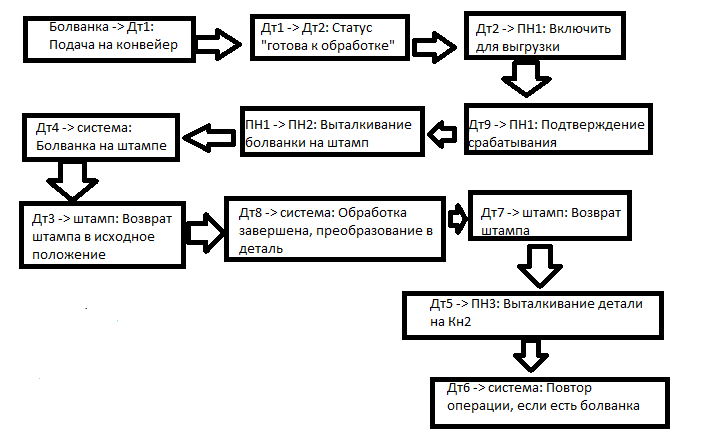 Болванка -> Дт1:
Подача на конвейер
Дт1 -> Дт2: Статус
"готова к обработке"
Дт2 -> ПН1: Включить
для выгрузки
Дт9 -> ПН1: Подтверждение
срабатывания
ПН1 -> ПН2: Выталкивание
болванки на штамп
Дт4 -> система:
Болванка на штампе
Дт3 -> штамп: Возврат
штампа в исходное
положение
Дт8 -> система: Обработка
завершена, преобразование в
деталь
Дт7 -> штамп: Возврат
штампа
Дт5 -> ПН3: Выталкивание детали
на Кн2
Дт6 -> система: Повтор
операции, если есть болванка